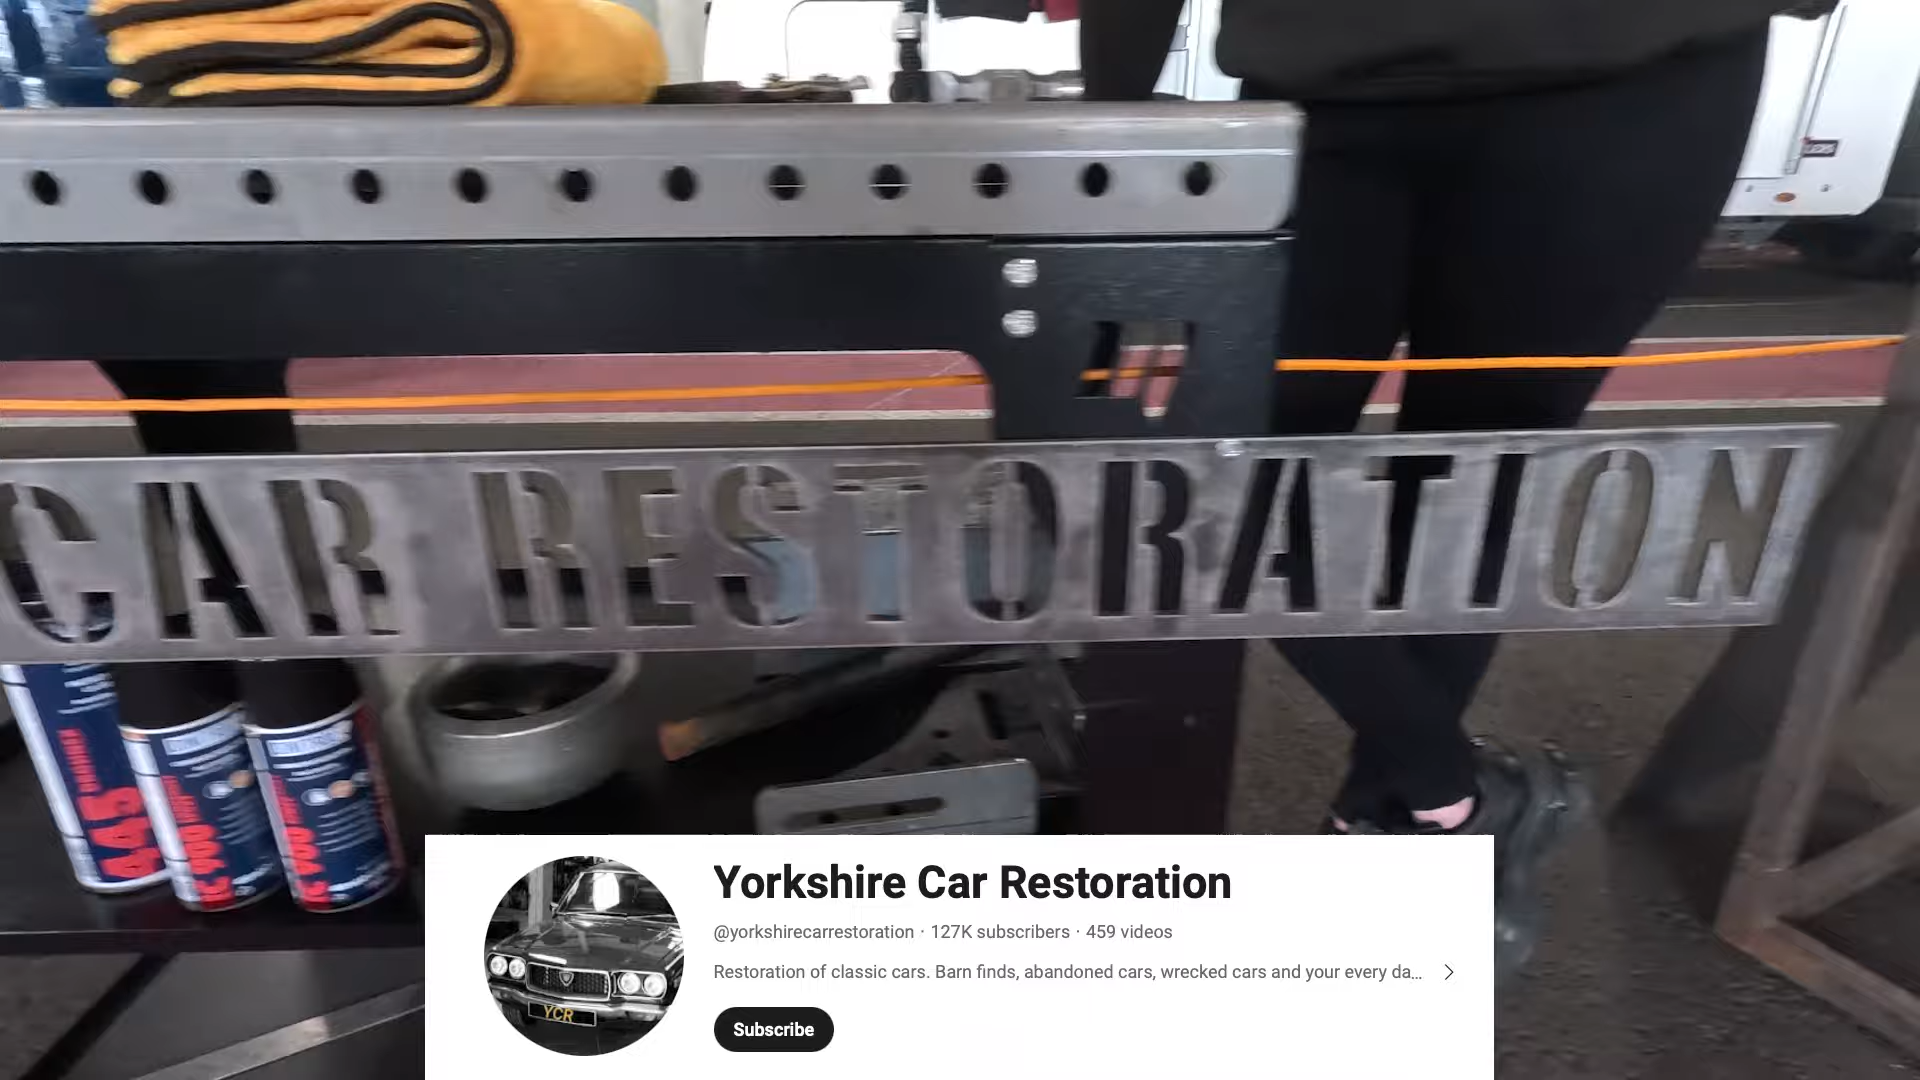 CAR RESTORATION
445
Yorkshire Car Restoration
@yorkshirecarrestoration · 127K subscribers · 459 videos
Restoration of classic cars. Barn finds, abandoned cars, wrecked cars and your every da...
YCR
Subscribe